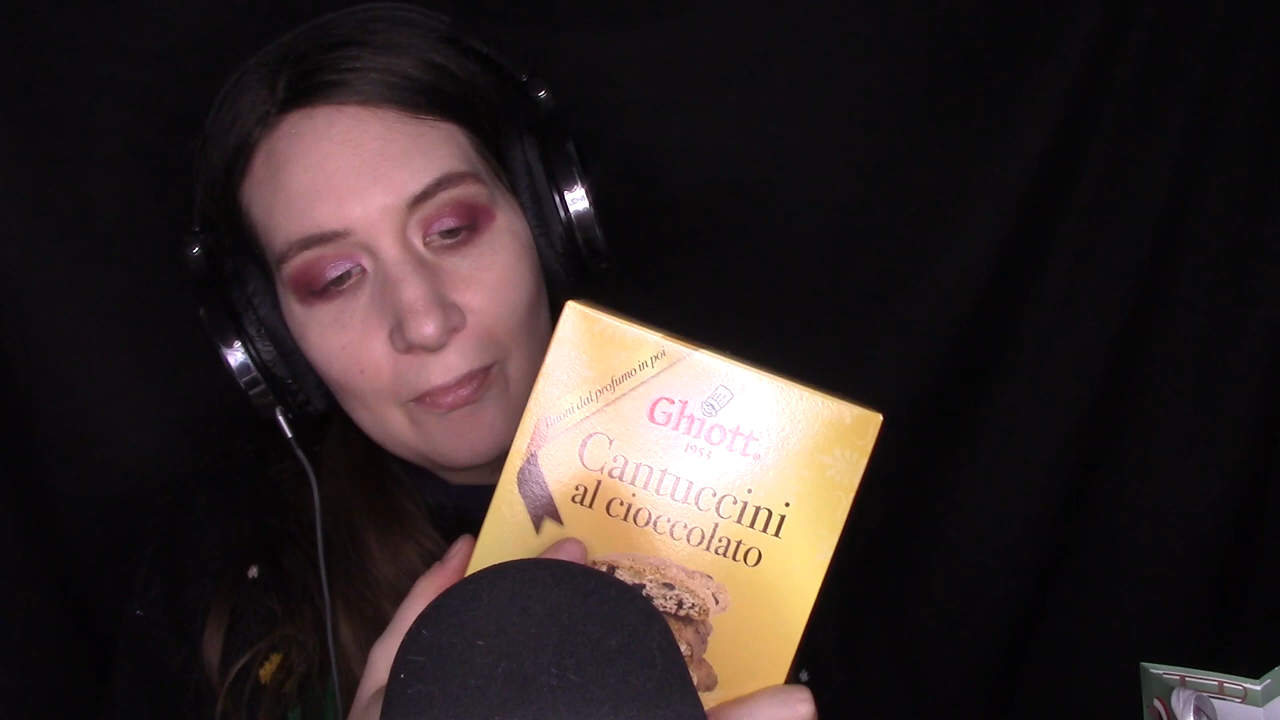 Buoni dal profumo in poi
Ghiott®
1953
Cantuccini
al cioccolato